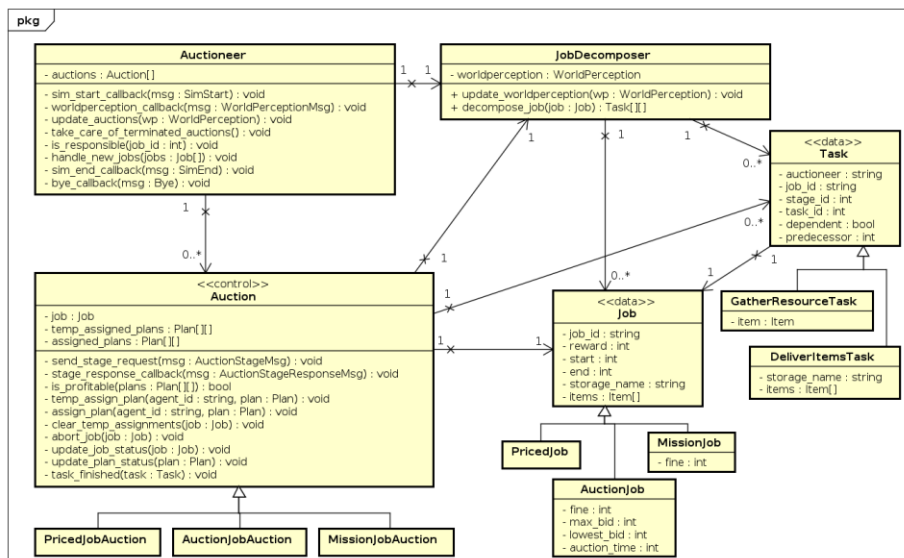 pkg
Auctioneer
- auctions : Auction[]
- sim_start_callback(msg : SimStart) : void
- worldperception_callback(msg : WorldPerceptionMsg) : void
- update_auctions(wp : WorldPerception) : void
- take_care_of_terminated_auctions() : void
- is_responsible(job_id : int) : void
- handle_new_jobs(jobs : Job[]) : void
- sim_end_callback(msg : SimEnd) : void
- bye_callback(msg : Bye) : void
1
1
JobDecomposer
- worldperception : WorldPerception
+ update_worldperception(wp : WorldPerception) : void
+ decompose_job(job : Job) : Task[][]
1
1
1
0..*
<<data>>
Task
- auctioneer : string
- job_id : string
- stage_id : int
- task_id : int
- dependent : bool
- predecessor : int
0..*
1
1
0..*
1
0..*
1
1
1
1
1
<<control>>
Auction
- job : Job
- temp_assigned_plans : Plan[][]
- assigned_plans : Plan[][]
- send_stage_request(msg : AuctionStageMsg) : void
- stage_response_callback(msg : AuctionStageResponseMsg) : void
- is_profitable(plans : Plan[][]) : bool
- temp_assign_plan(agent_id : string, plan : Plan) : void
- assign_plan(agent_id : string, plan : Plan) : void
- clear_temp_assignments(job : Job) : void
- abort_job(job : Job) : void
- update_job_status(job : Job) : void
- update_plan_status(plan : Plan) : void
- task_finished(task : Task) : void
<<data>>
Job
- job_id : string
- reward : int
- start : int
- end : int
- storage_name : string
- items : Item[]
GatherResourceTask
- item : Item
DeliverItemsTask
- storage_name : string
- items : Item[]
PricedJob
MissionJob
- fine : int
AuctionJob
- fine : int
- max_bid : int
- lowest_bid : int
- auction_time : int
PricedJobAuction
AuctionJobAuction
MissionJobAuction